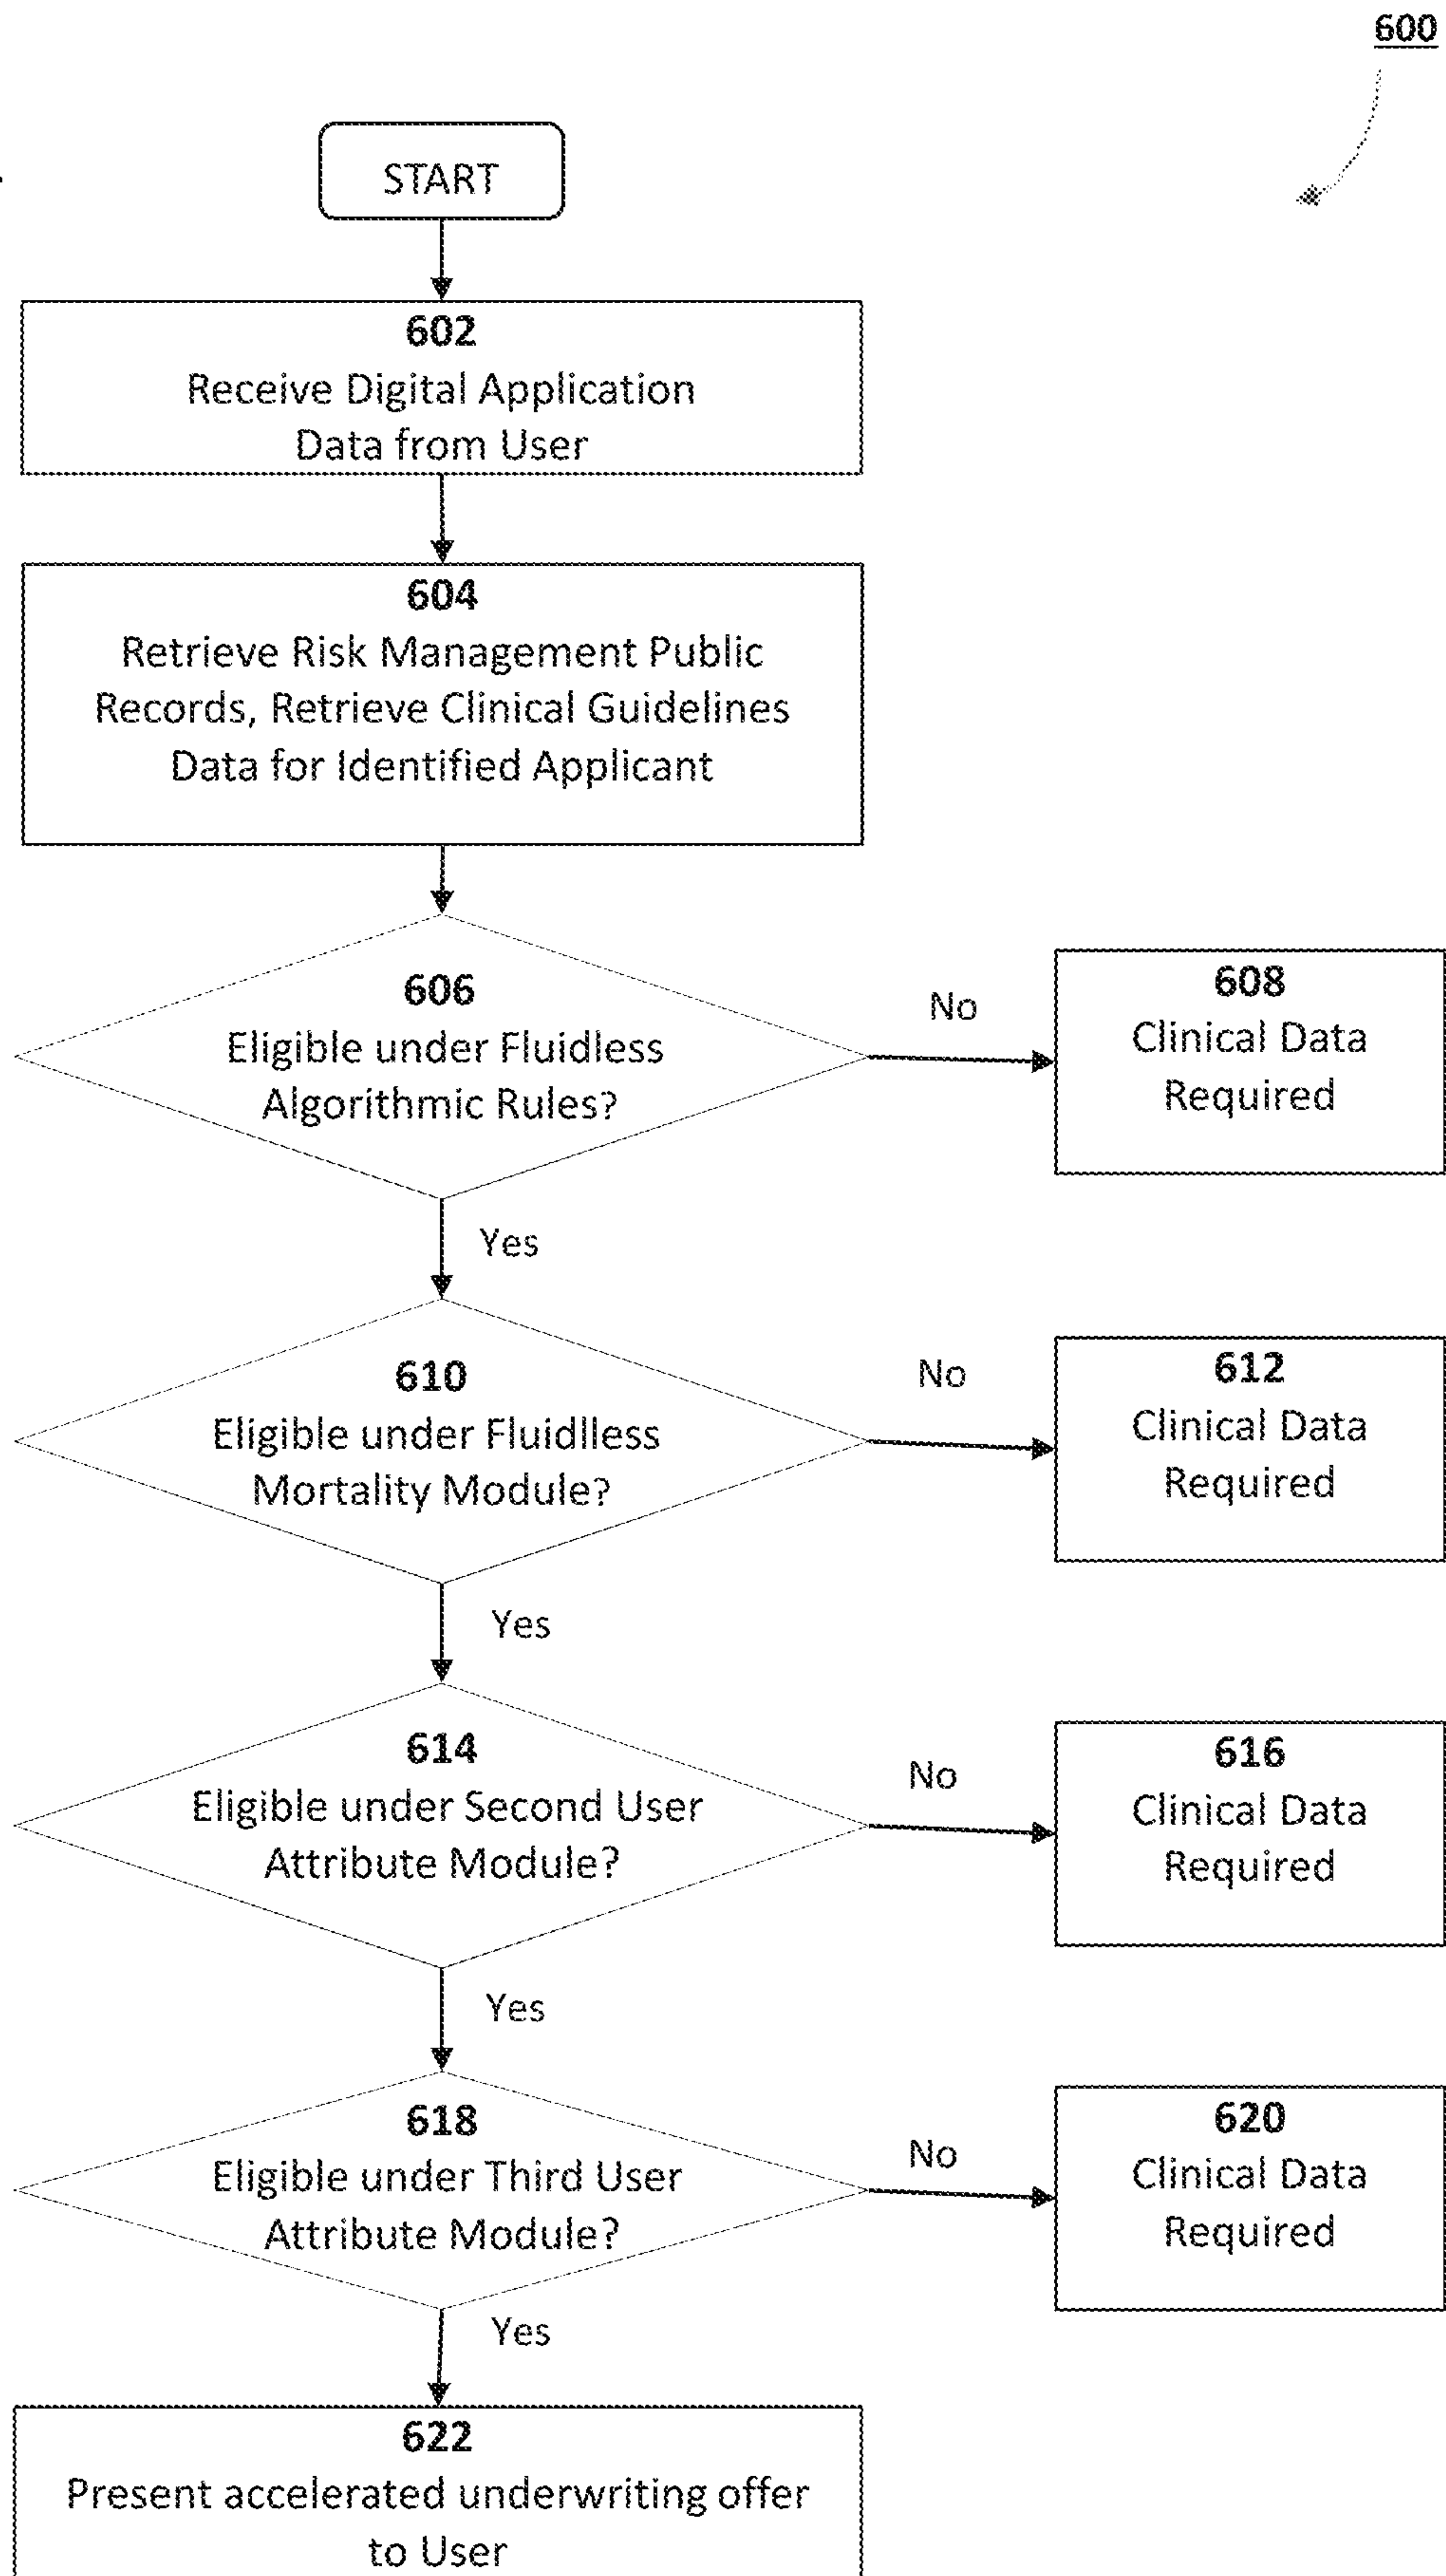 600
START
602
Receive Digital Application
Data from User
604
Retrieve Risk Management Public
Records, Retrieve Clinical Guidelines
Data for Identified Applicant
606
Eligible under Fluidless
Algorithmic Rules?
No
608
Clinical Data
Required
Yes
610
Eligible under Fluidlless
Mortality Module?
No
612
Clinical Data
Required
Yes
614
Eligible under Second User
Attribute Module?
No
616
Clinical Data
Required
Yes
618
Eligible under Third User
Attribute Module?
No
620
Clinical Data
Required
Yes
622
Present accelerated underwriting offer
to User